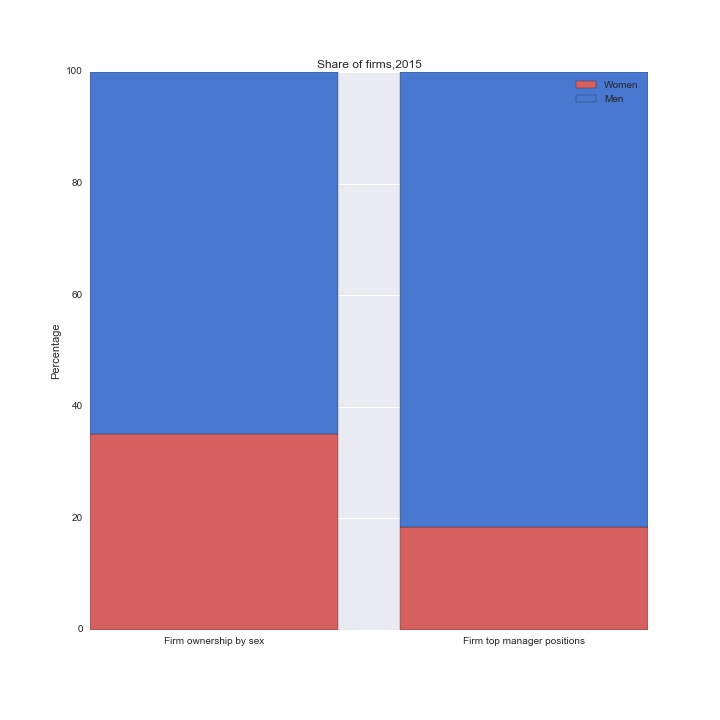 Share of firms,2015
Women
Men
100
80
60
40
20
0
Percentage
Firm ownership by sex
Firm top manager positions